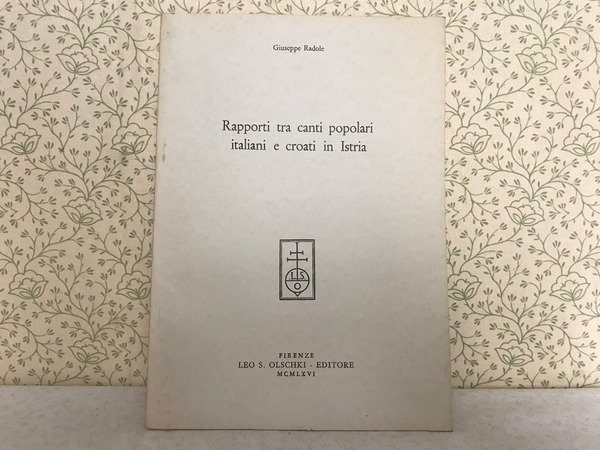 Giuseppe Radole
Rapporti tra canti popolari
italiani e croati in Istria
L S
O
FIRENZE
LEO S. OLSCHKI - EDITORE
MCMLXVI